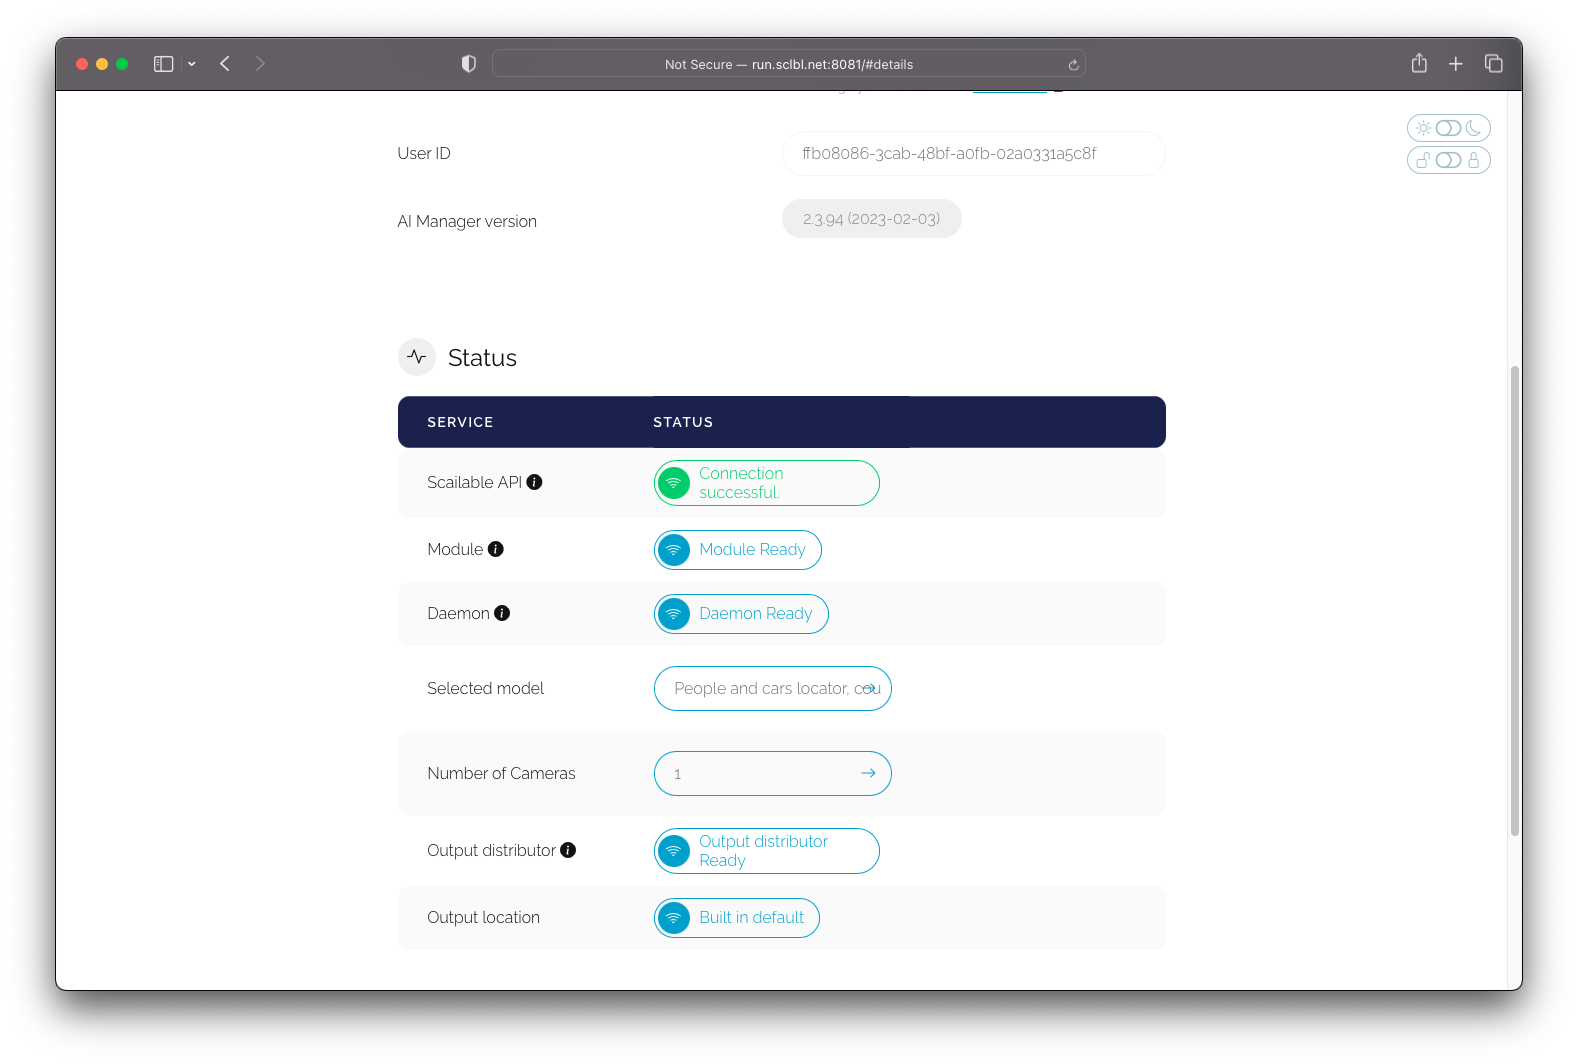 Not Secure — run.sclbl.net:8081/#details
User ID
ffb08086-3cab-48bf-a0fb-02a0331a5c8f
AI Manager version
2.3.94 (2023-02-03)
Status
SERVICE STATUS
Scailable API
Connection
successful.
Module
Module Ready
Daemon
Daemon Ready
Selected model
People and cars locator, cou
Number of Cameras
1
Output distributor
Output distributor
Ready
Output location
Built in default